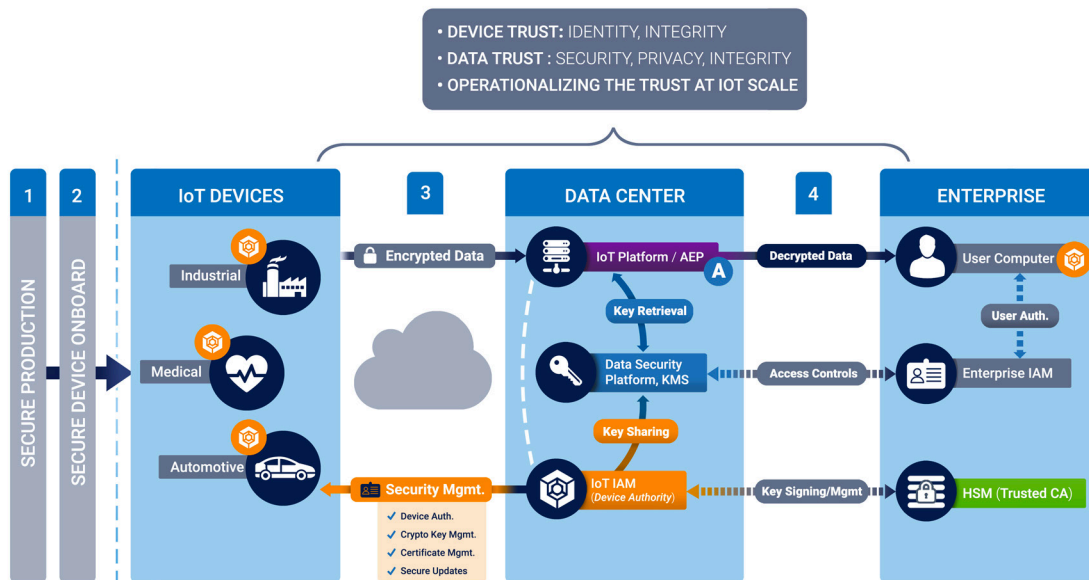 • DEVICE TRUST: IDENTITY, INTEGRITY
• DATA TRUST : SECURITY, PRIVACY, INTEGRITY
• OPERATIONALIZING THE TRUST AT IOT SCALE
1
SECURE PRODUCTION
2
SECURE DEVICE ONBOARD
IoT DEVICES
Industrial
Medical
Automotive
3
Encrypted Data
Security Mgmt.
✓ Device Auth.
✓ Crypto Key Mgmt.
✓ Certificate Mgmt.
✓ Secure Updates
DATA CENTER
IoT Platform / AEP
A
Key Retrieval
Data Security
Platform, KMS
Key Sharing
IoT IAM
(Device Authority)
4
Decrypted Data
Access Controls
Key Signing/Mgmt
ENTERPRISE
User Computer
User Auth.
Enterprise IAM
HSM (Trusted CA)